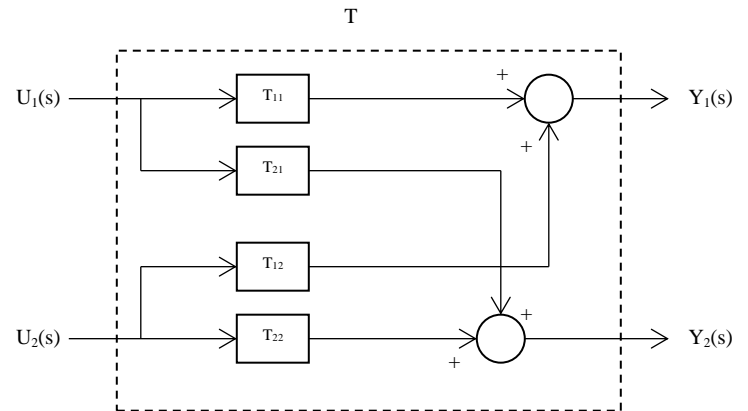 T
U₁(s)
T₁₁
+
Y₁(s)
+
T₂₁
T₁₂
U₂(s)
T₂₂
+
+
Y₂(s)